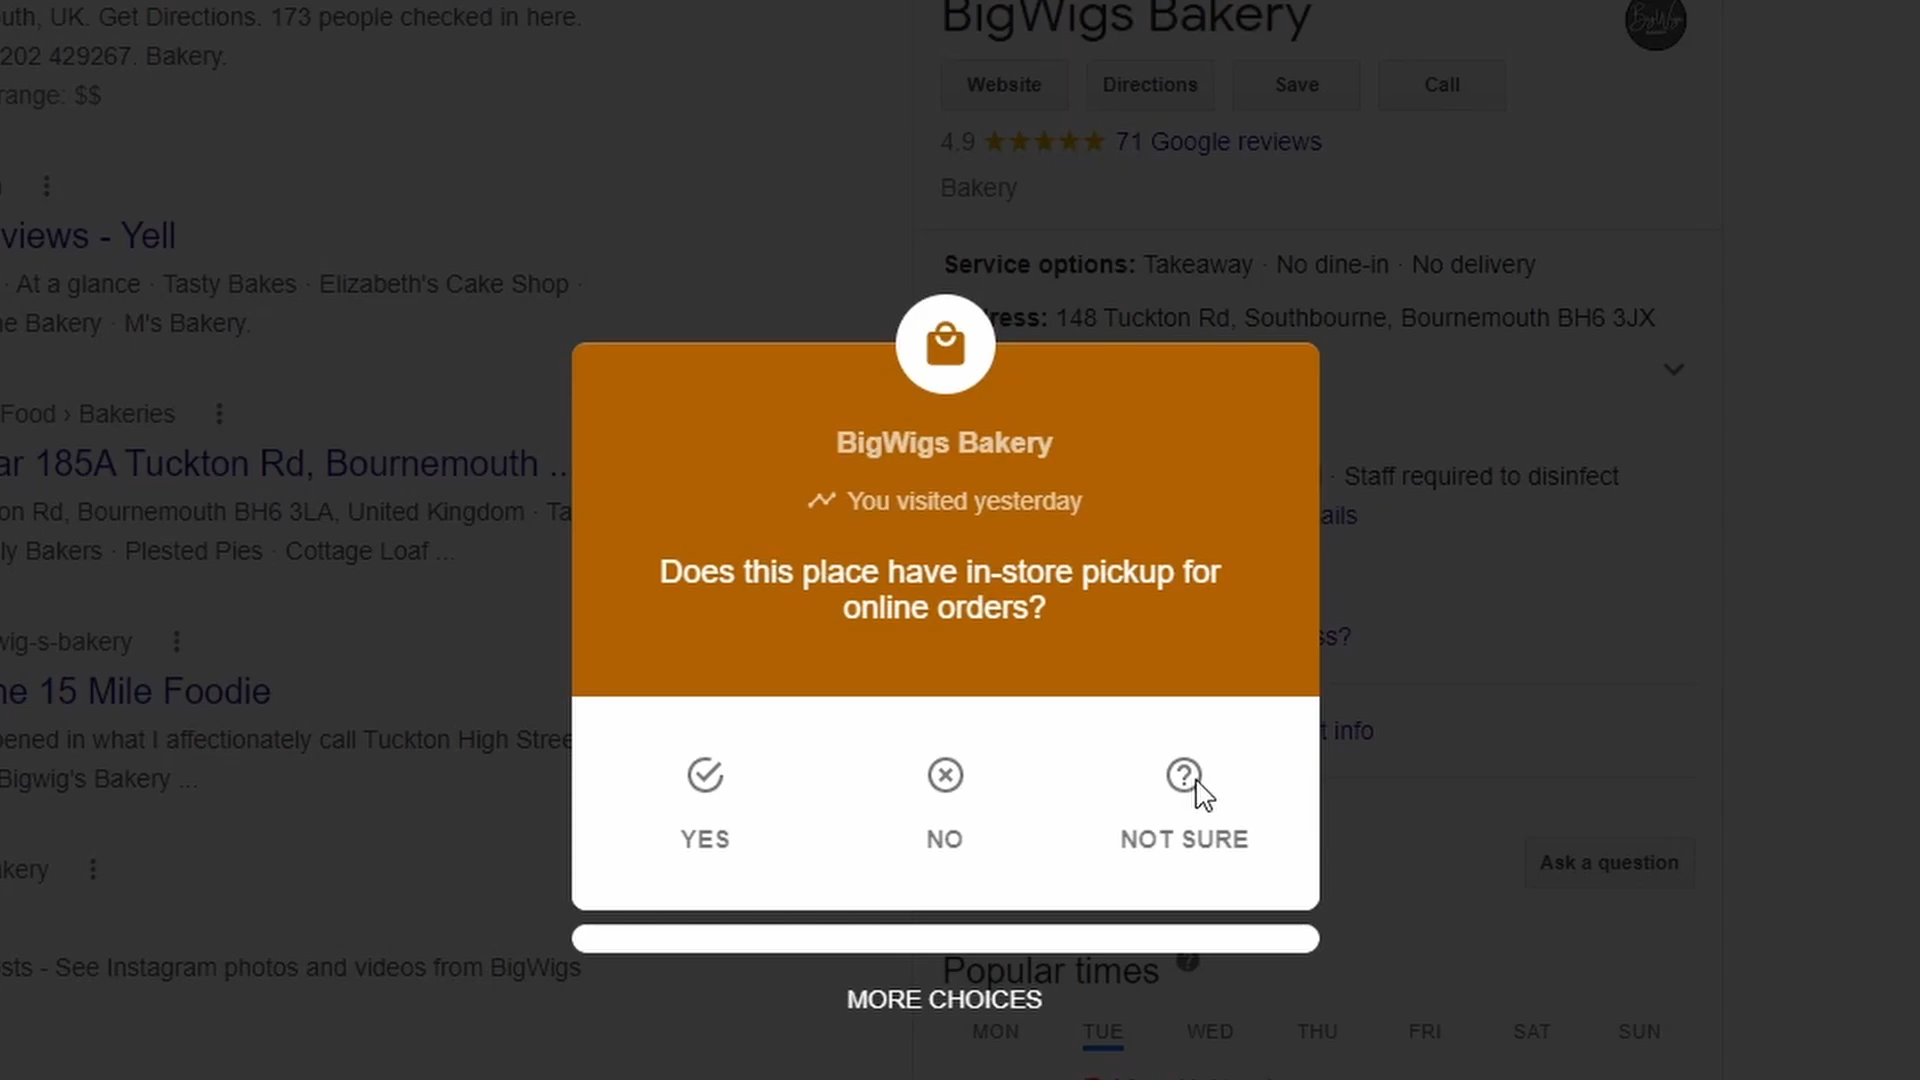 outh, UK. Get Directions. 173 people checked in here.
202 429267. Bakery.
range: $$
views - Yell
· At a glance · Tasty Bakes · Elizabeth's Cake Shop ·
ne Bakery · M's Bakery.
Food › Bakeries
ar 185A Tuckton Rd, Bournemouth ...
on Rd, Bournemouth BH6 3LA, United Kingdom · Ta
ly Bakers · Plested Pies · Cottage Loaf ...
wig-s-bakery
he 15 Mile Foodie
pened in what I affectionately call Tuckton High Stree
Bigwig's Bakery ...
akery
sts - See Instagram photos and videos from BigWigs
BigWigs Bakery
Website
Directions
Save
Call
4.9 71 Google reviews
Bakery
Service options: Takeaway · No dine-in · No delivery
ress: 148 Tuckton Rd, Southbourne, Bournemouth BH6 3JX
· Staff required to disinfect
ails
ss?
t info
Ask a question
Popular times
MON TUE WED THU FRI SAT SUN
BigWigs Bakery
You visited yesterday
Does this place have in-store pickup for
online orders?
YES
NO
NOT SURE
MORE CHOICES